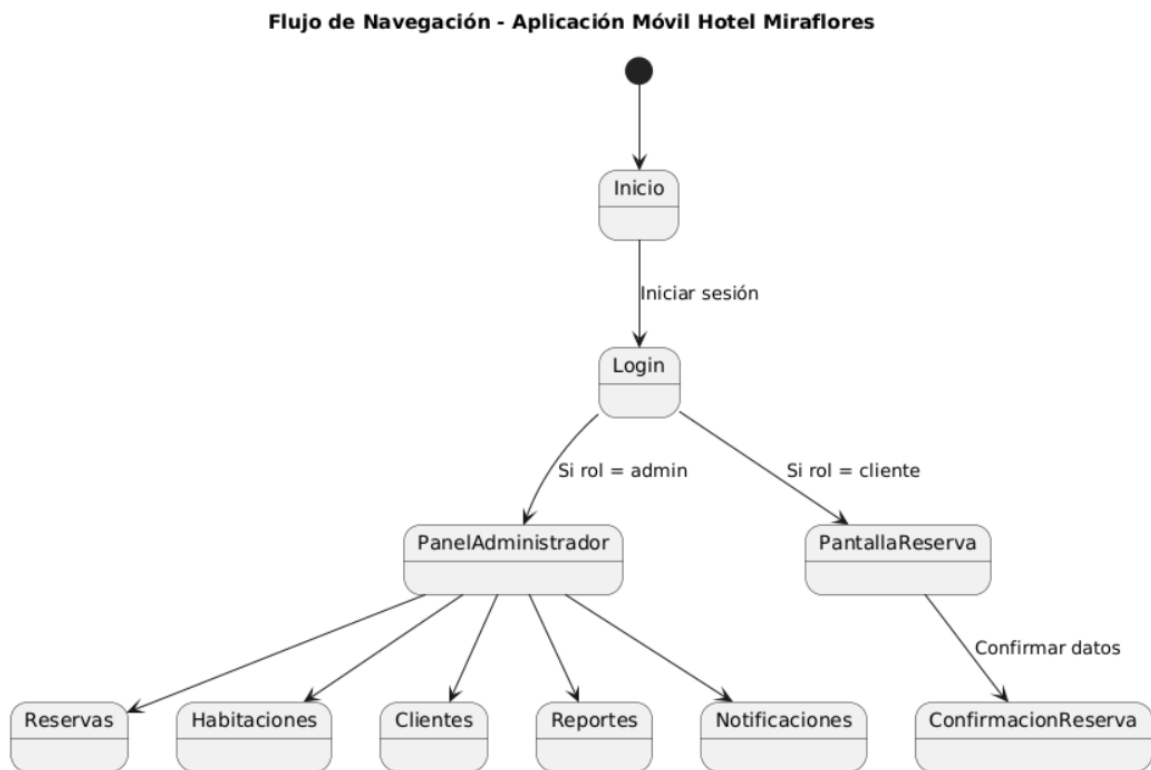 Flujo de Navegación - Aplicación Móvil Hotel Miraflores
Inicio
Iniciar sesión
Login
Si rol = admin
Si rol = cliente
PanelAdministrador
PantallaReserva
Confirmar datos
Reservas
Habitaciones
Clientes
Reportes
Notificaciones
ConfirmacionReserva